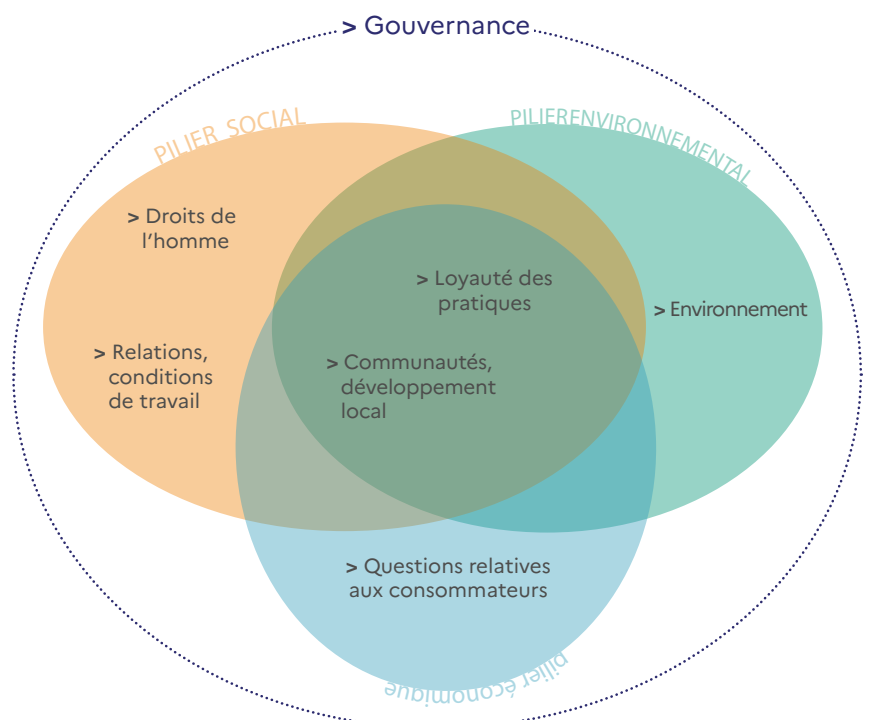 > Gouvernance
PILIER SOCIAL
PILIERENVIRONNEMENTAL
> Droits de
l'homme
> Loyauté des
pratiques
> Environnement
> Relations,
conditions
de travail
> Communautés,
développement
local
> Questions relatives
aux consommateurs
pilier économique